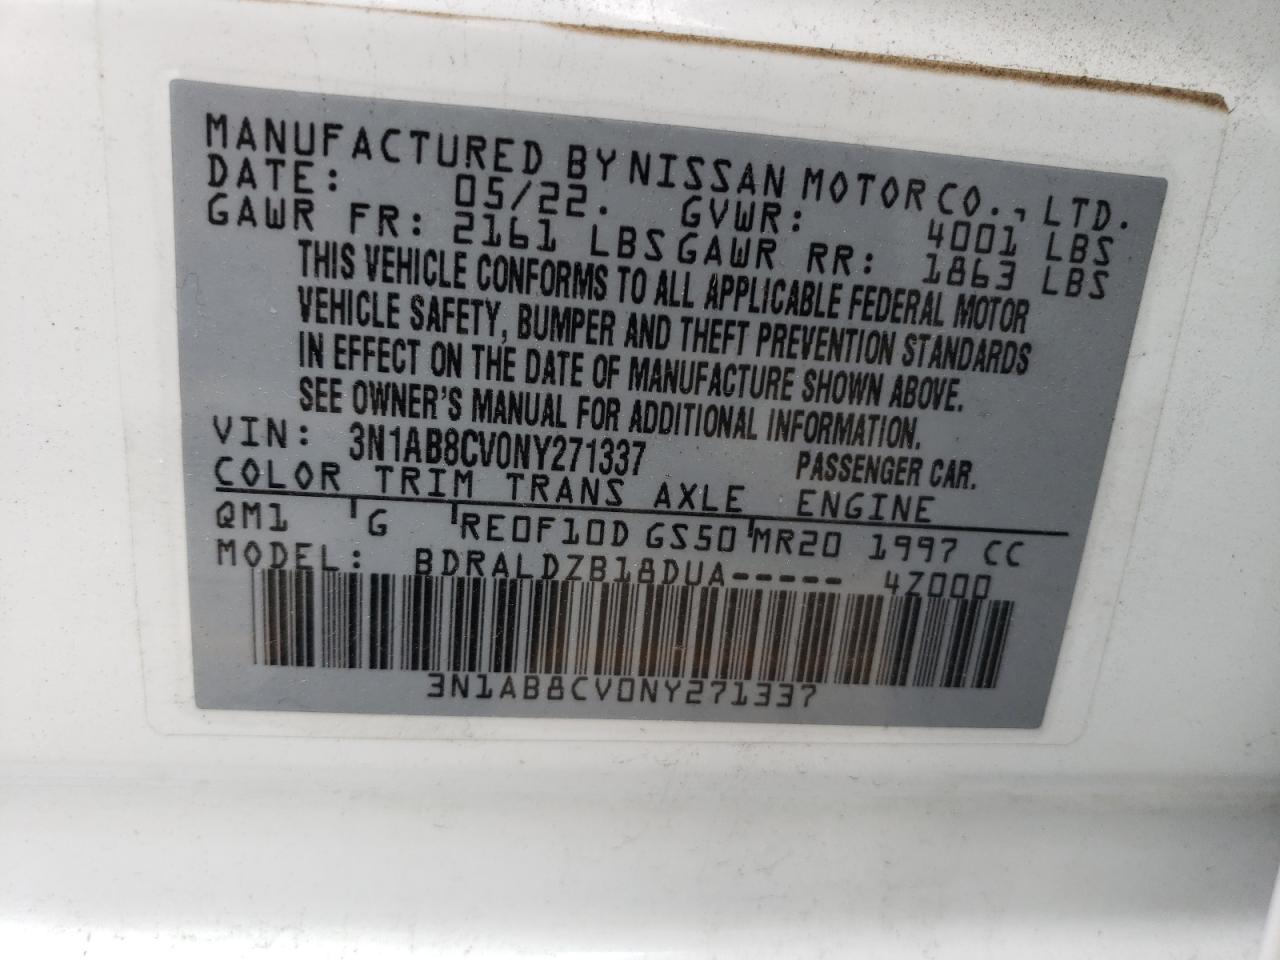 MANUFACTURED BY NISSAN MOTOR CO., LTD.
DATE: 05/22. GVWR: 4001 LBS
GAWR FR: 2161 LBS GAWR RR: 1863 LBS
THIS VEHICLE CONFORMS TO ALL APPLICABLE FEDERAL MOTOR
VEHICLE SAFETY, BUMPER AND THEFT PREVENTION STANDARDS
IN EFFECT ON THE DATE OF MANUFACTURE SHOWN ABOVE.
SEE OWNER'S MANUAL FOR ADDITIONAL INFORMATION.
VIN: 3N1AB8CV0NY271337 PASSENGER CAR.
COLOR TRIM TRANS AXLE ENGINE
QM1 G RE0F10D GS50 MR20 1997 CC
MODEL: BDRALDZB18DUA----- 4Z000
3N1AB8CV0NY271337